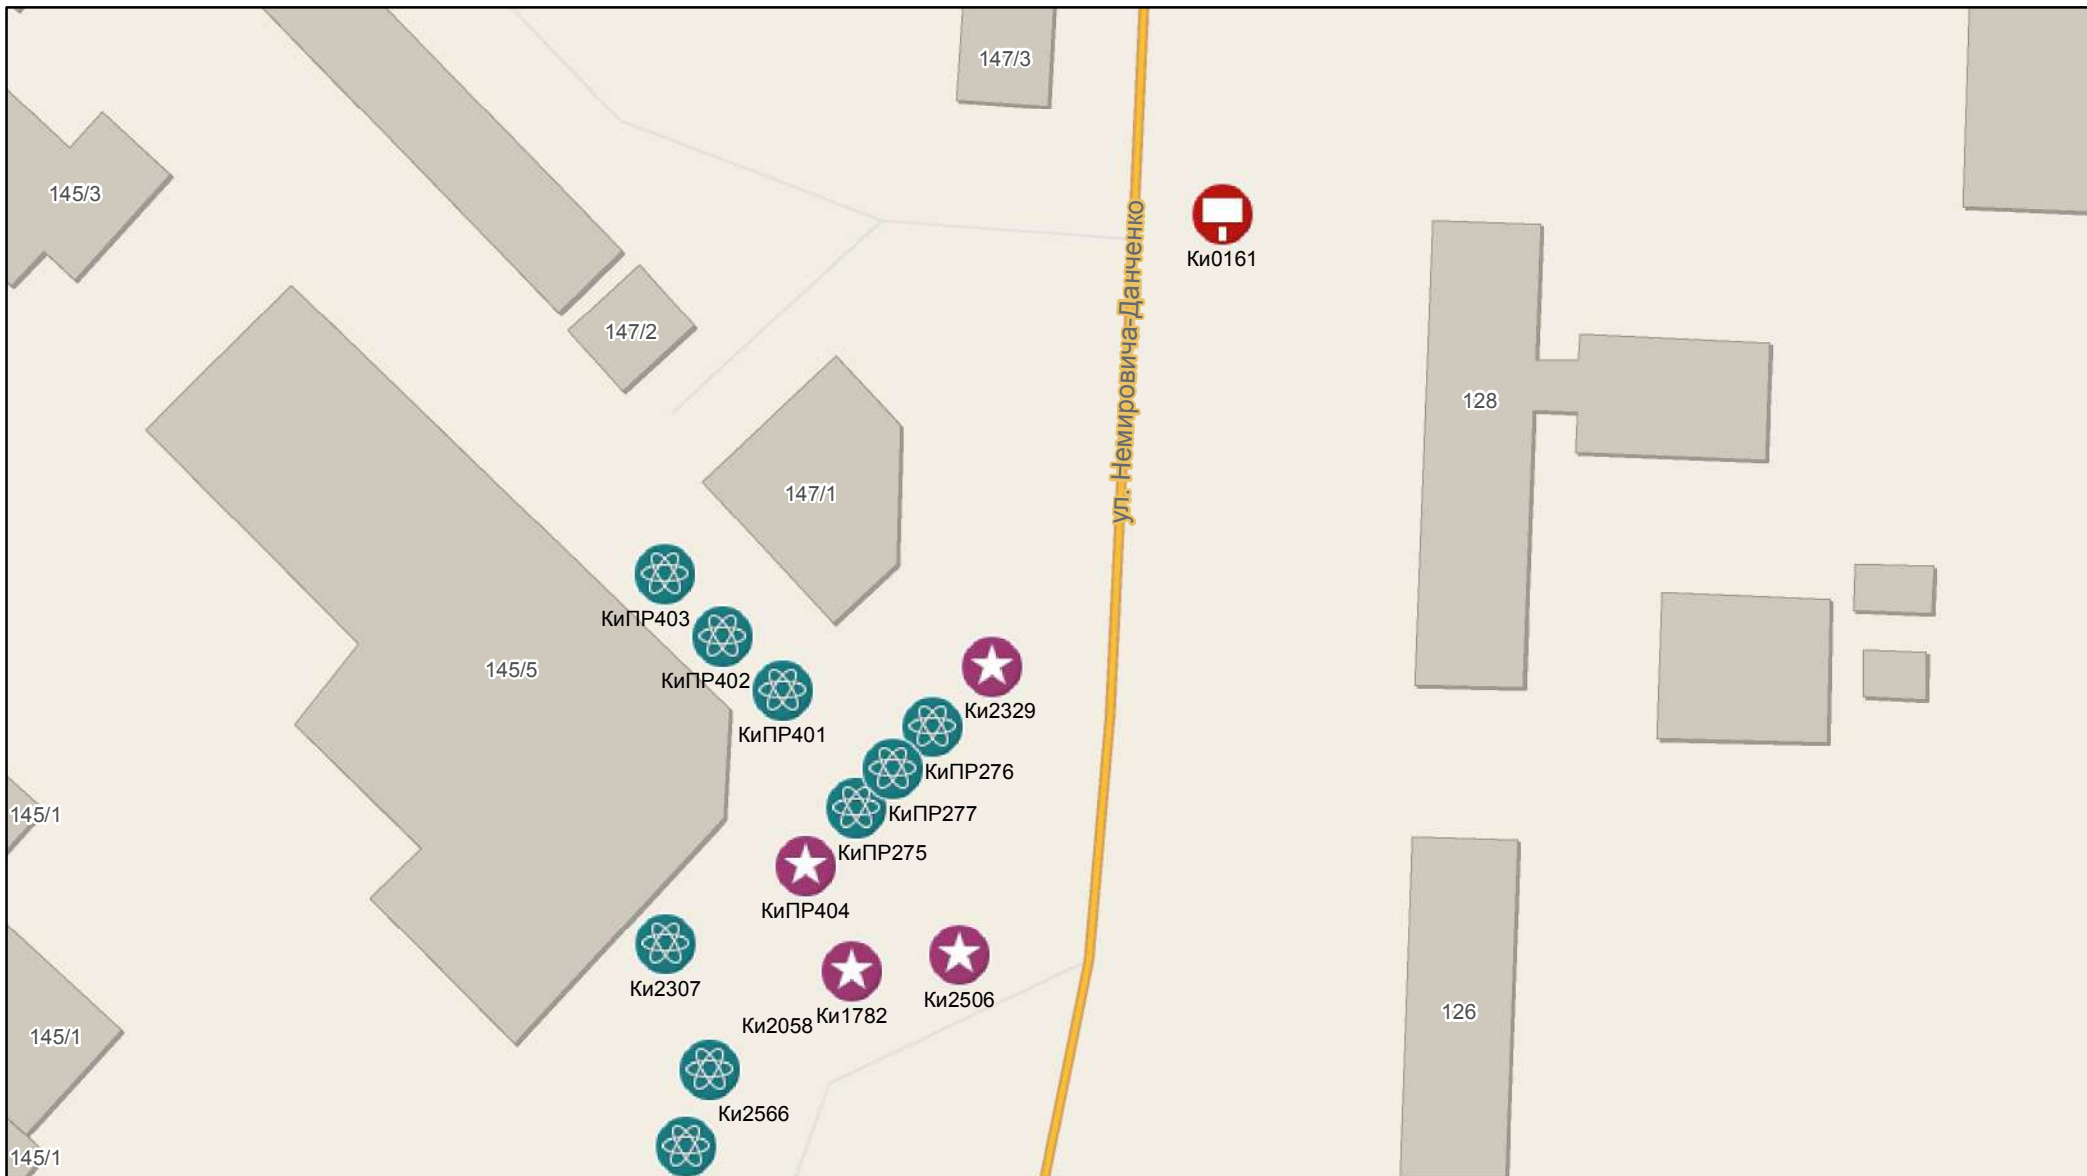 147/3
145/3
ул. Немировича-Данченко
Ки0161
147/2
128
147/1
КиПР403
145/5
КиПР402
КиПР401
Ки2329
КиПР276
КиПР277
145/1
КиПР275
КиПР404
Ки2307
Ки2506
Ки1782
Ки2058
126
145/1
Ки2566
145/1